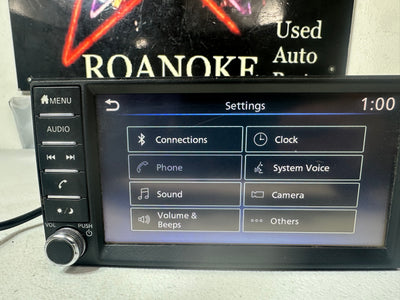 Used
Auto
ROANOKE
MENU
AUDIO
VOL
PUSH
Settings
1:00
Connections
Clock
Phone
System Voice
Sound
Camera
Volume &
Beeps
Others